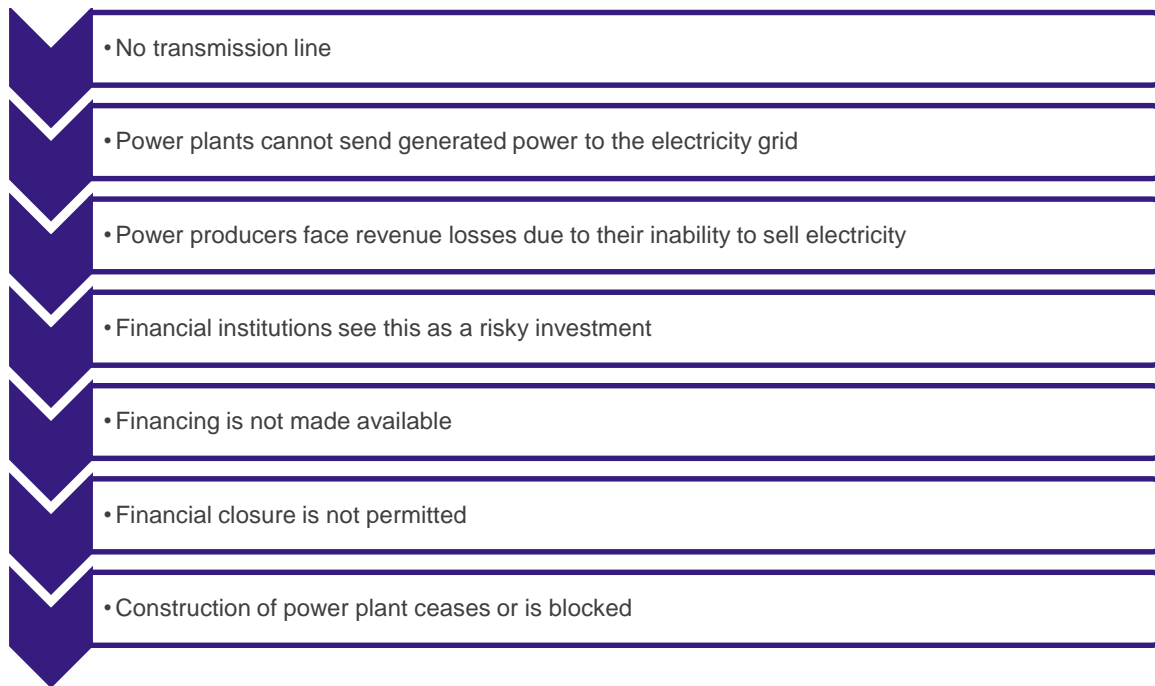 • No transmission line
• Power plants cannot send generated power to the electricity grid
• Power producers face revenue losses due to their inability to sell electricity
• Financial institutions see this as a risky investment
• Financing is not made available
• Financial closure is not permitted
• Construction of power plant ceases or is blocked